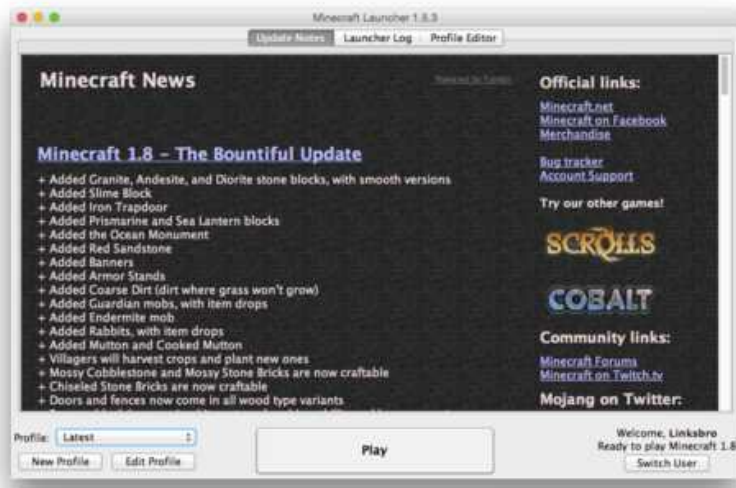 Minecraft Launcher 1.5.3
Update Notes
Launcher Log
Profile Editor
Minecraft News
Powered by Tumblr
Minecraft 1.8 – The Bountiful Update
+ Added Granite, Andesite, and Diorite stone blocks, with smooth versions
+ Added Slime Block
+ Added Iron Trapdoor
+ Added Prismarine and Sea Lantern blocks
+ Added the Ocean Monument
+ Added Red Sandstone
+ Added Banners
+ Added Armor Stands
+ Added Coarse Dirt (dirt where grass won't grow)
+ Added Guardian mobs, with item drops
+ Added Endermite mob
+ Added Rabbits, with item drops
+ Added Mutton and Cooked Mutton
+ Villagers will harvest crops and plant new ones
+ Mossy Cobblestone and Mossy Stone Bricks are now craftable
+ Chiseled Stone Bricks are now craftable
+ Doors and fences now come in all wood type variants
Official links:
Minecraft.net
Minecraft on Facebook
Merchandise
Bug tracker
Account Support
Try our other games!
SCROLLS
COBALT
Community links:
Minecraft Forums
Minecraft on Twitch.tv
Mojang on Twitter:
Profile: Latest
New Profile
Edit Profile
Play
Welcome, Linksbro
Ready to play Minecraft 1.8
Switch User